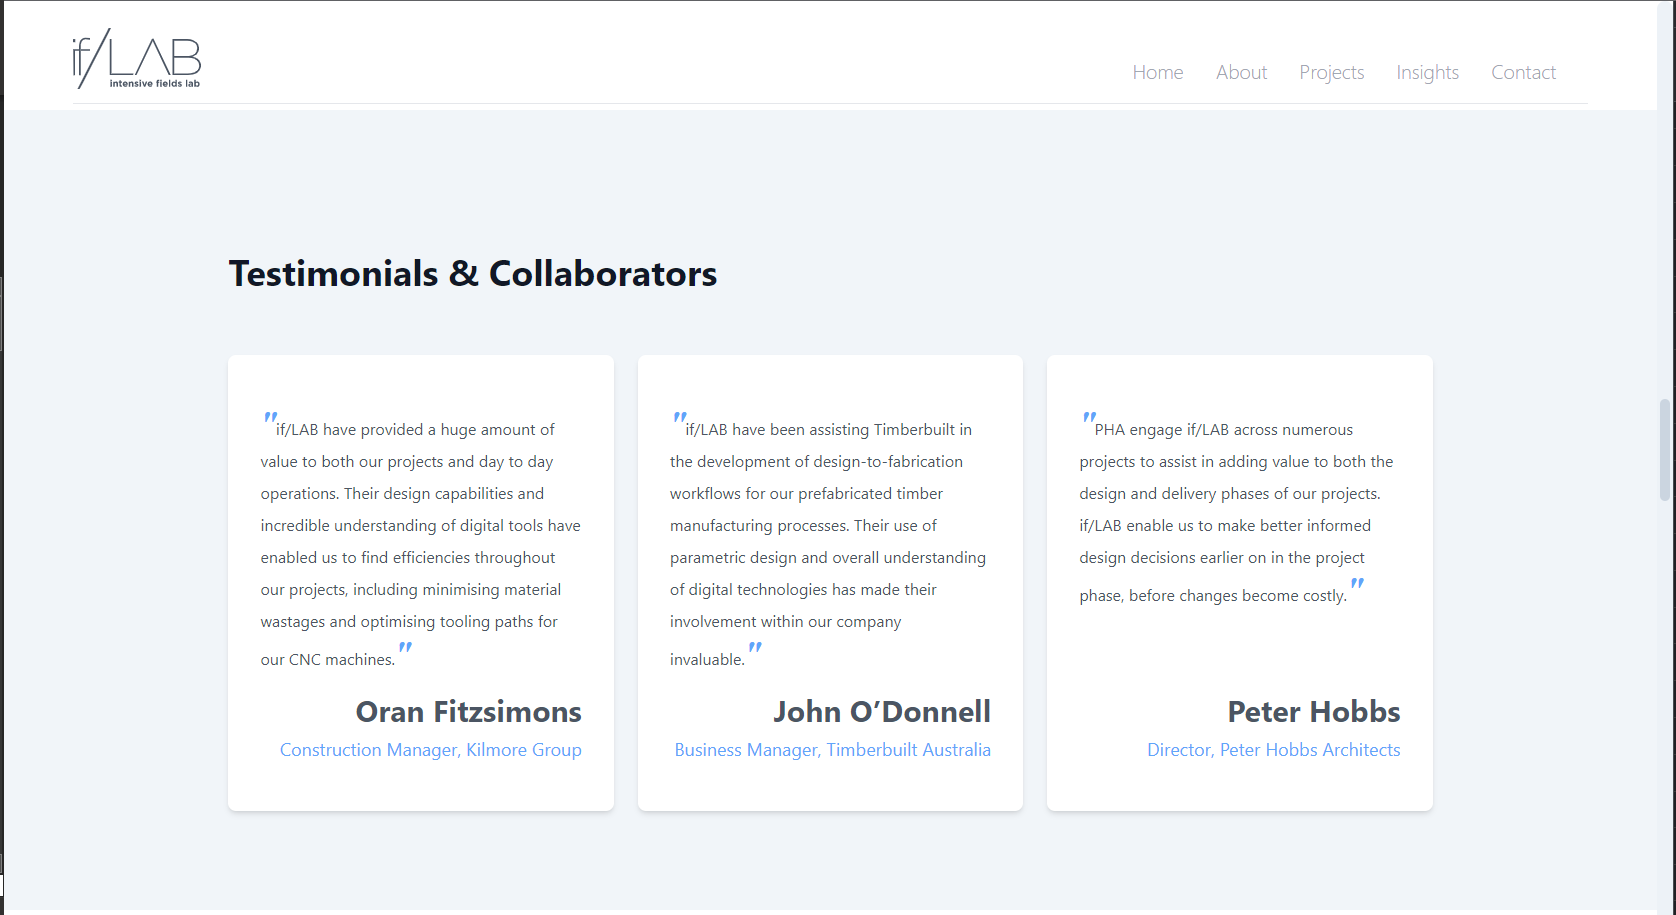 if/LAB
intensive fields lab
Home About Projects Insights Contact
Testimonials & Collaborators
"if/LAB have provided a huge amount of
value to both our projects and day to day
operations. Their design capabilities and
incredible understanding of digital tools have
enabled us to find efficiencies throughout
our projects, including minimising material
wastages and optimising tooling paths for
our CNC machines."
Oran Fitzsimons
Construction Manager, Kilmore Group
"if/LAB have been assisting Timberbuilt in
the development of design-to-fabrication
workflows for our prefabricated timber
manufacturing processes. Their use of
parametric design and overall understanding
of digital technologies has made their
involvement within our company
invaluable."
John O’Donnell
Business Manager, Timberbuilt Australia
"PHA engage if/LAB across numerous
projects to assist in adding value to both the
design and delivery phases of our projects.
if/LAB enable us to make better informed
design decisions earlier on in the project
phase, before changes become costly."
Peter Hobbs
Director, Peter Hobbs Architects